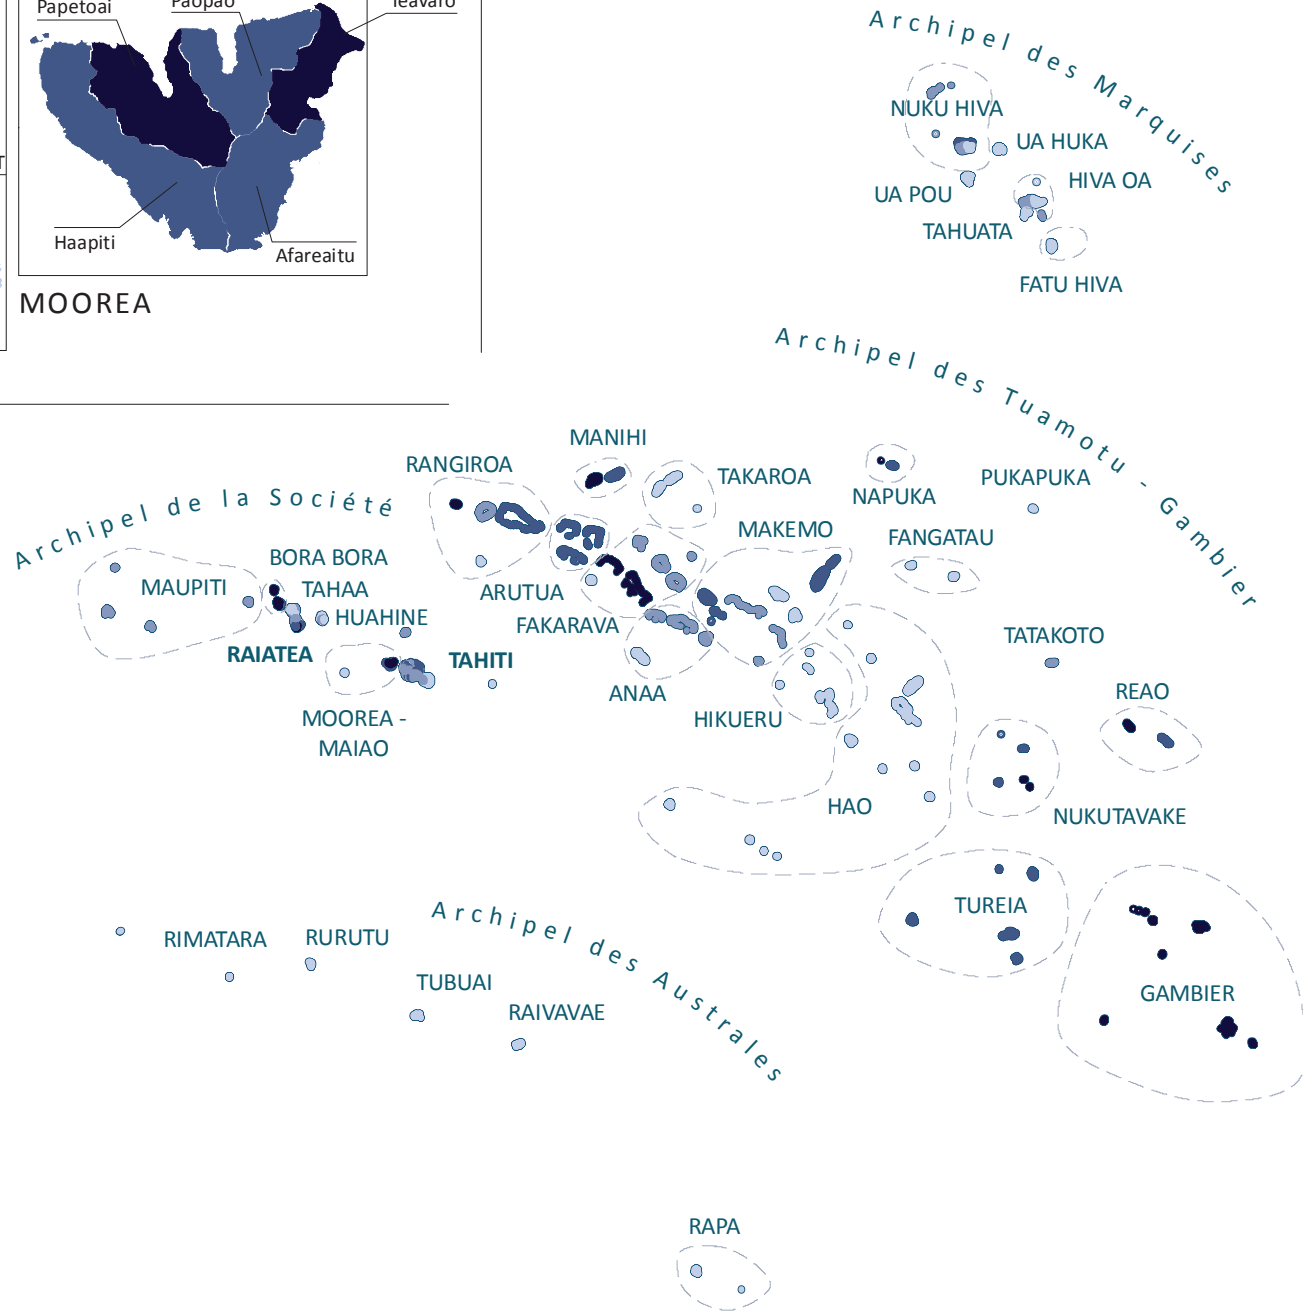 Papetoai
Paopao
Teavaro
Haapiti
Afareaitu
MOOREA
Archipel des Marquises
NUKU HIVA
UA HUKA
UA POU
HIVA OA
TAHUATA
FATU HIVA
Archipel des Tuamotu - Gambier
MANIHI
RANGIROA
TAKAROA
NAPUKA
PUKAPUKA
Archipel de la Société
MAKEMO
FANGATAU
BORA BORA
MAUPITI
TAHAA
ARUTUA
HUAHINE
FAKARAVA
TATAKOTO
RAIATEA
TAHITI
ANAA
REAO
MOOREA -
MAIAO
HIKUERU
HAO
NUKUTAVAKE
TUREIA
Archipel des Australes
RIMATARA
RURUTU
TUBUAI
RAIVAVAE
GAMBIER
RAPA